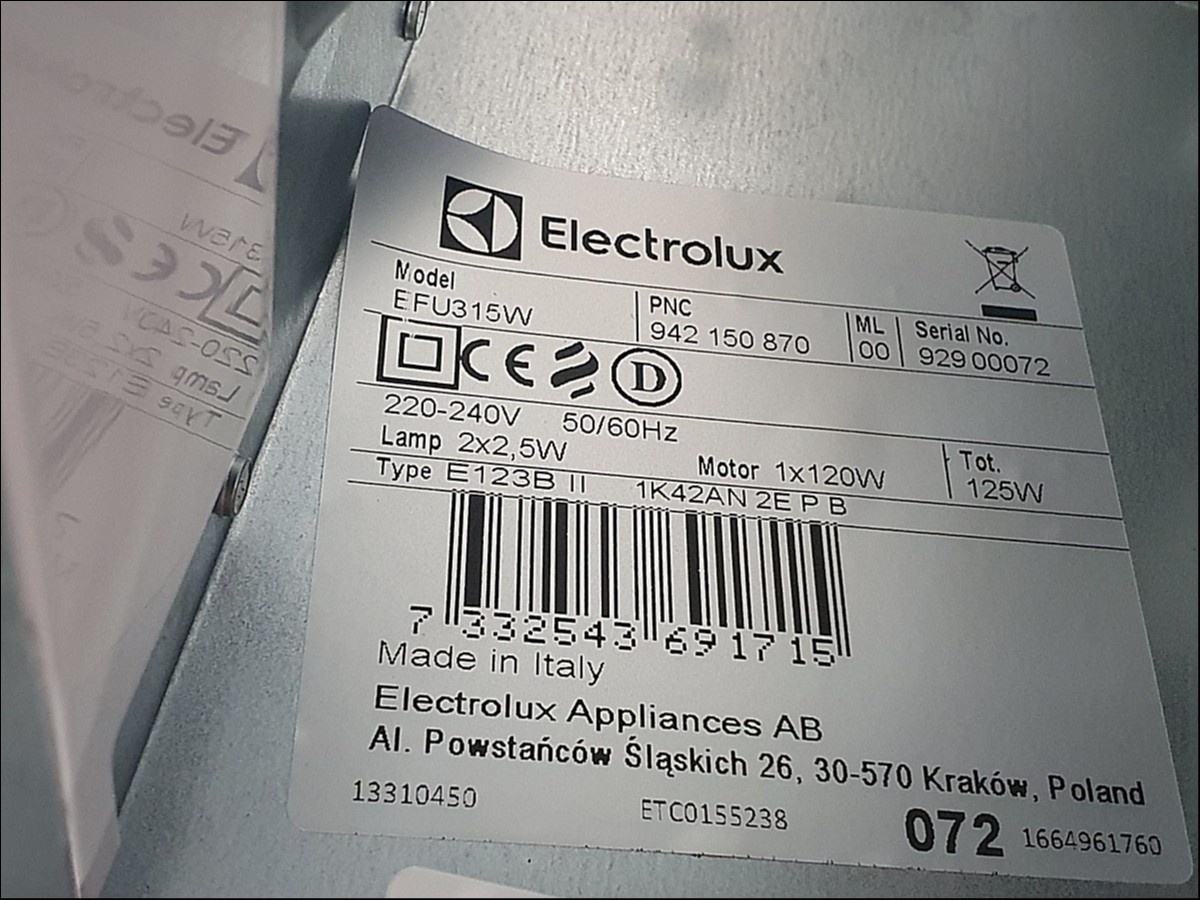 Electrolux
Model
EFU315W
PNC
942 150 870
ML
00
Serial No.
929 00072
D
220-240V 50/60Hz
Lamp 2x2,5W
Motor 1x120W
Tot.
125W
Type E123B II 1K42AN 2E P B
7 332543 691715
Made in Italy
Electrolux Appliances AB
Al. Powstańców Śląskich 26, 30-570 Kraków, Poland
13310450
ETC0155238
072 1664961760